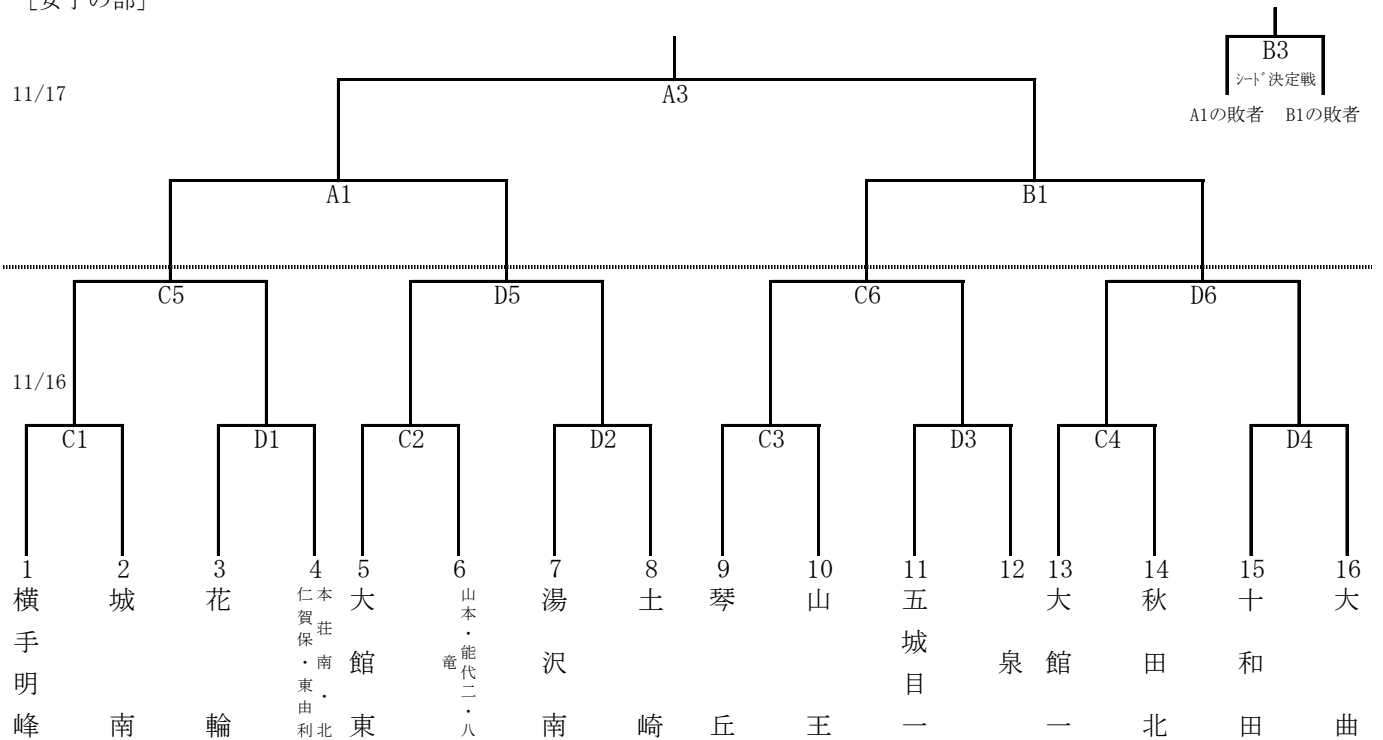 [女子の部]
B3
シード決定戦
A1の敗者 B1の敗者
11/17
A3
A1 B1
C5 D5 C6 D6
11/16
C1 D1 C2 D2 C3 D3 C4 D4
1 2 3 4 5 6 7 8 9 10 11 12 13 14 15 16
横手明峰
城南
花輪
本荘南・北
仁賀保・東由利
大館東
山本・能代二・八
竜
湯沢南
土崎
琴丘
山王
五城目一
泉
大館一
秋田北
十和田
大曲